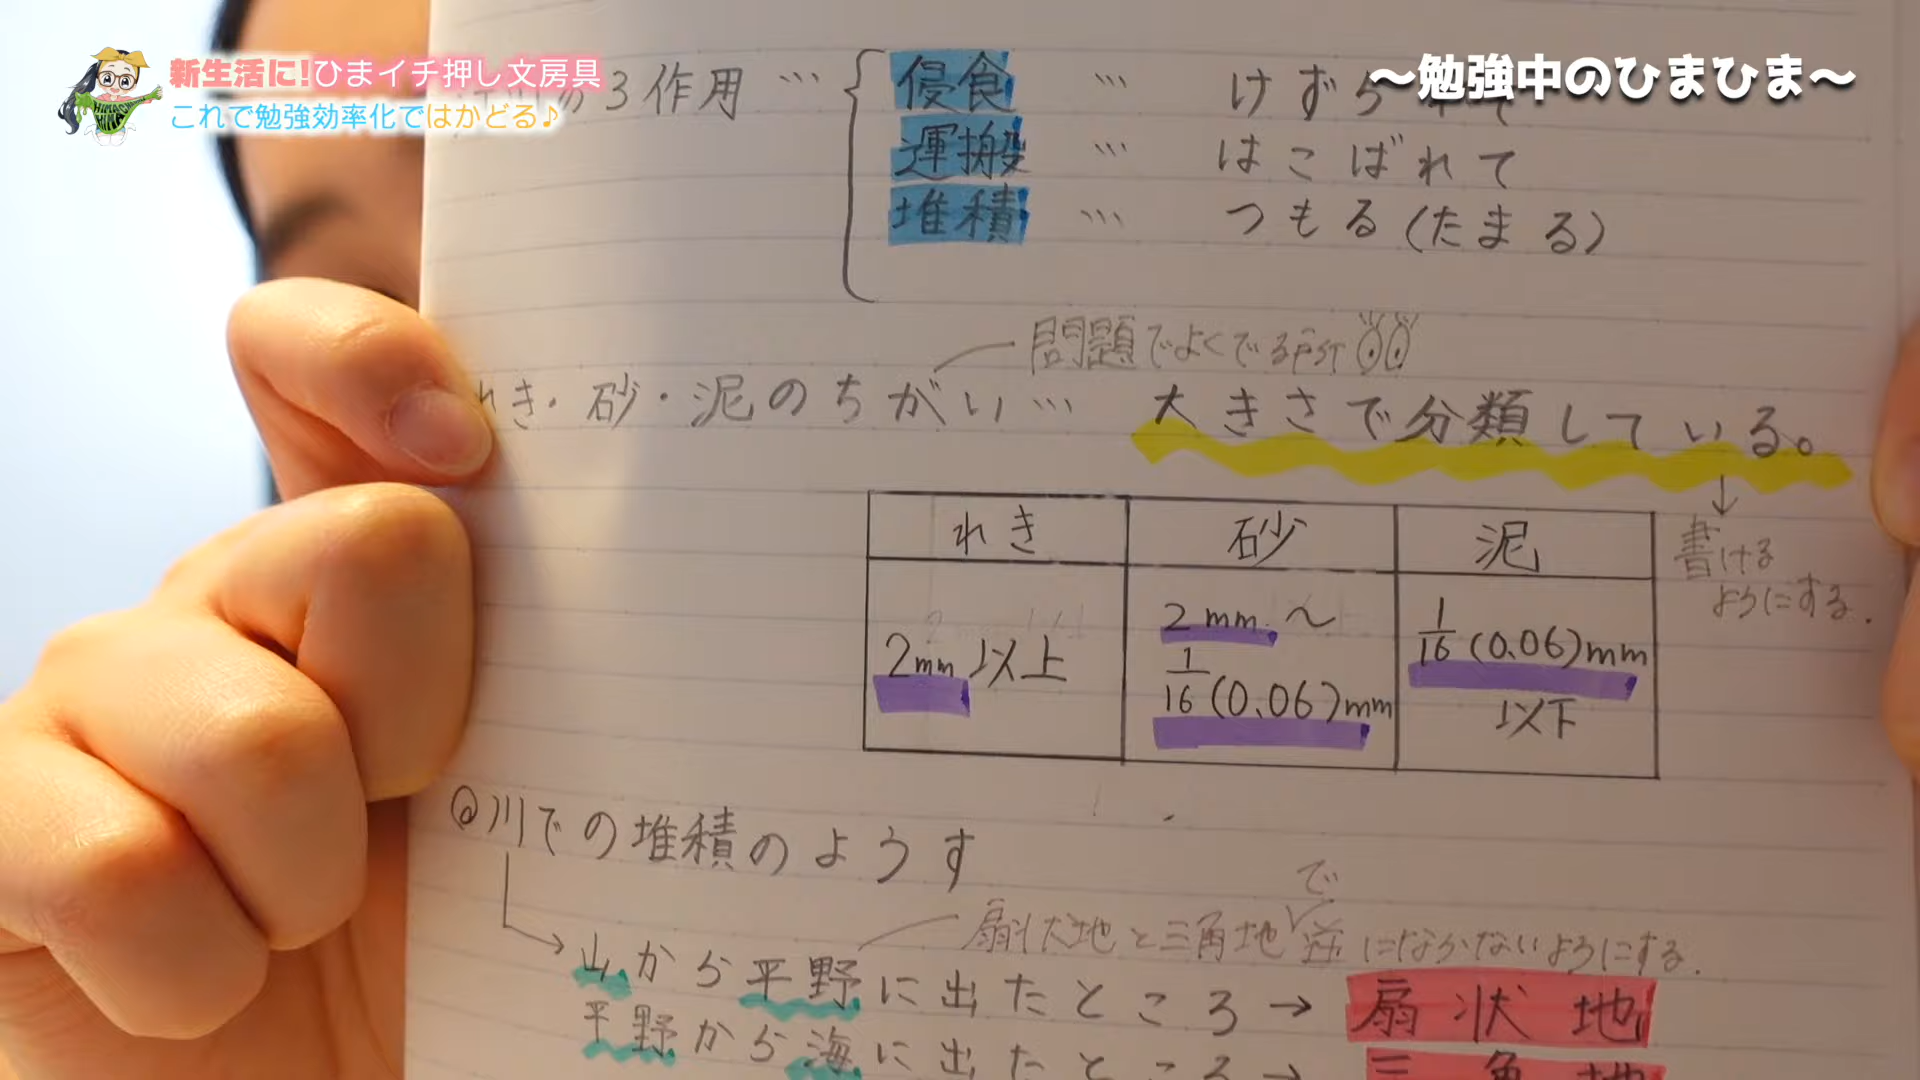 新生活に!ひまイチ押し文房具
これで勉強効率化ではかどる♪
~勉強中のひまひま~
3作用…
侵食…けずられて
運搬…はこばれて
堆積…つもる(たまる)
問題でよくでる所
れき・砂・泥のちがい…大きさで分類している。
書ける
ようにする.
れき 砂 泥
2mm以上
2mm~
1/16(0.06)mm
1/16(0.06)mm
以下
◎川での堆積のようす
で
扇状地と三角地 にならないようにする.
山から平野に出たところ→扇状地
平野から海に出たところ→三角地